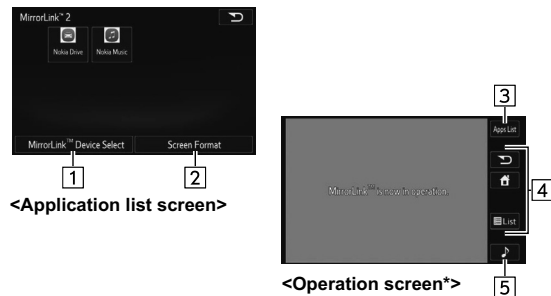 MirrorLink™ 2
Nokia Drive Nokia Music
MirrorLink™ Device Select Screen Format
1 2
<Application list screen>
3
Apps List
MirrorLink™ is now in operation.
4
List
<Operation screen*>
5